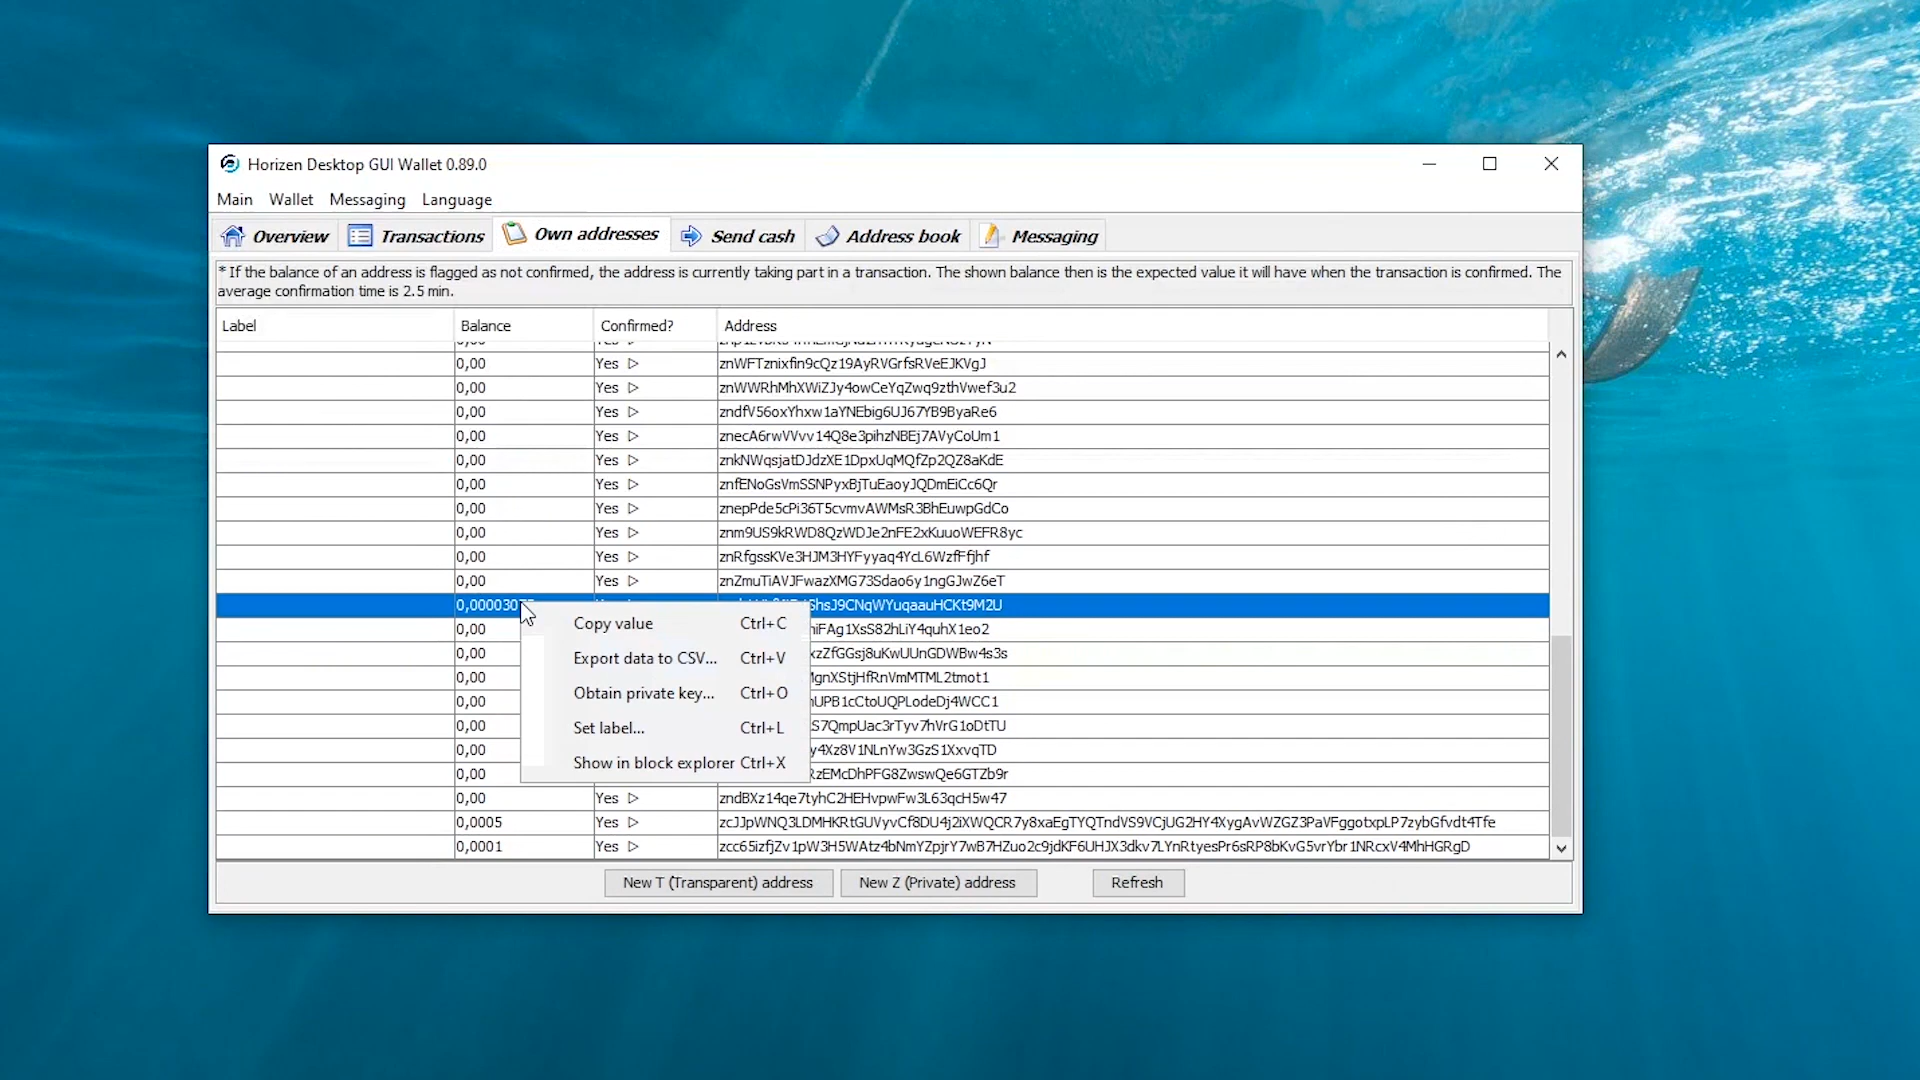 Horizen Desktop GUI Wallet 0.89.0
Main Wallet Messaging Language
Overview Transactions Own addresses Send cash Address book Messaging
* If the balance of an address is flagged as not confirmed, the address is currently taking part in a transaction. The shown balance then is the expected value it will have when the transaction is confirmed. The
average confirmation time is 2.5 min.
Label Balance Confirmed? Address
0,00 Yes znWFTznixfin9cQz19AyRVGrfsRVeEJKVgJ
0,00 Yes znWWRhMhXWiZJy4owCeYqZwq9zthVwef3u2
0,00 Yes zndfV56oxYhxw1aYNEbig6UJ67YB9ByaRe6
0,00 Yes znecA6rwVVvv14Q8e3pihzNBEj7AVyCoUm1
0,00 Yes znkNWqsjatDJdzXE1DpxUqMQfZp2QZ8aKdE
0,00 Yes znfENoGsVmSSNPyxBjTuEaoyJQDmEiCc6Qr
0,00 Yes znepPde5cPi36T5cvmvAWMsR3BhEuwpGdCo
0,00 Yes znm9US9kRWD8QzWDJe2nFE2xKuuoWEFR8yc
0,00 Yes znRfgssKVe3HJM3HYFyyaq4YcL6WzfFfjhf
0,00 Yes znZmuTiAVJFwazXMG73Sdao6y1ngGJwZ6eT
ShsJ9CNqWYuqaauHCKt9M2U
Copy value Ctrl+C
0,00 iFAg1XsS82hLiY4quhX1eo2
0,00 xzZfGGsj8uKwUUnGDWBw4s3s
Export data to CSV... Ctrl+V
0,00 MgnXStjHfRnVmMTML2tmot1
Obtain private key... Ctrl+O
0,00 UPB1cCtoUQPLodeDj4WCC1
0,00 S7QmpUac3rTyv7hVrG1oDtTU
Set label... Ctrl+L
0,00 y4Xz8V1NLnYw3GzS1XxvqTD
Show in block explorer Ctrl+X
0,00 RzEMcDhPFG8ZwswQe6GTZb9r
0,00 Yes zndBXz14qe7tyhC2HEHvpwFw3L63qcH5w47
0,0005 Yes zcJJpWNQ3LDMHKRtGUVyvCf8DU4j2iXWQCR7y8xaEgTYQTndVS9VCjUG2HY4XygAvWZGZ3PaVFggotxpLP7zybGfvdt4Tfe
0,0001 Yes zcc65izfjZv1pW3H5WAtz4bNmYZpjrY7wB7HZuo2c9jdKF6UHJX3dkv7LYnRtyesPr6sRP8bKvG5vrYbr1NRcxV4MhHGRgD
New T (Transparent) address New Z (Private) address Refresh